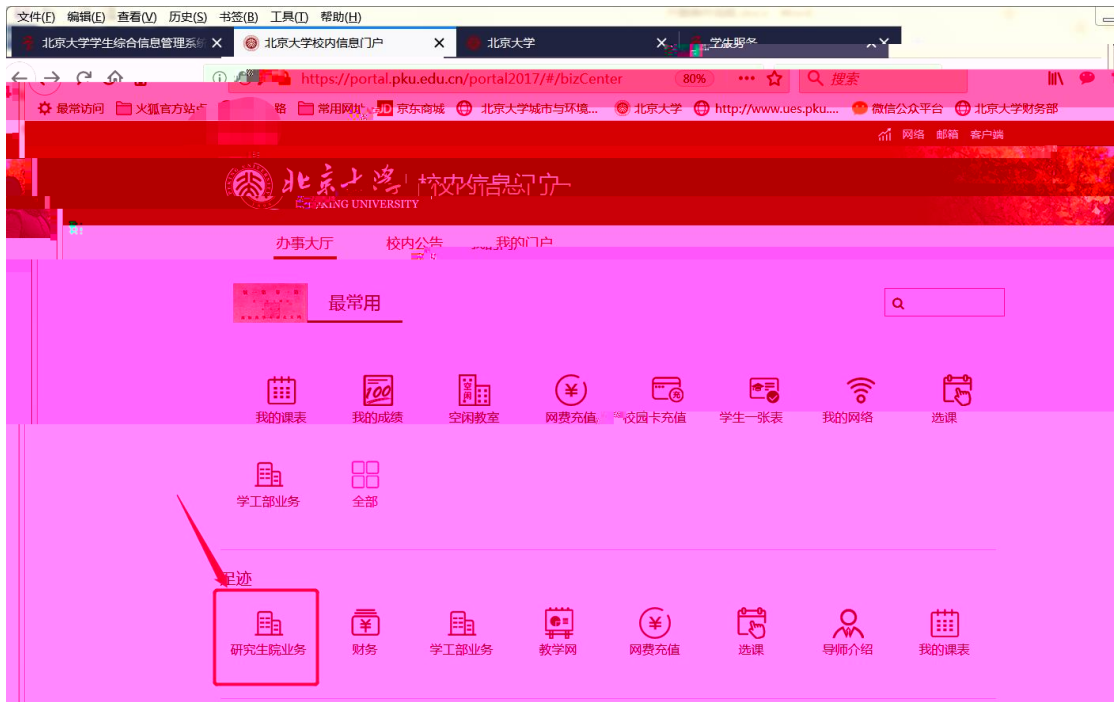 文件(F) 编辑(E) 查看(V) 历史(S) 书签(B) 工具(T) 帮助(H)
北京大学学生综合信息管理系统 × 北京大学校内信息门户 × 北京大学 ×
https://portal.pku.edu.cn/portal2017/#/bizCenter 80% 搜索
最常访问 火狐官方站点 常用网址 JD 京东商城 北京大学城市与环境... 北京大学 http://www.ues.pku.... 微信公众平台 北京大学财务部
网络 邮箱 客户端
北京大学 校内信息门户
UNIVERSITY
办事大厅 校内公告 我的门户
最常用
我的课表 我的成绩 空闲教室 网费充值 校园卡充值 学生一张表 我的网络 选课
学工部业务 全部
足迹
研究生院业务 财务 学工部业务 教学网 网费充值 选课 导师介绍 我的课表